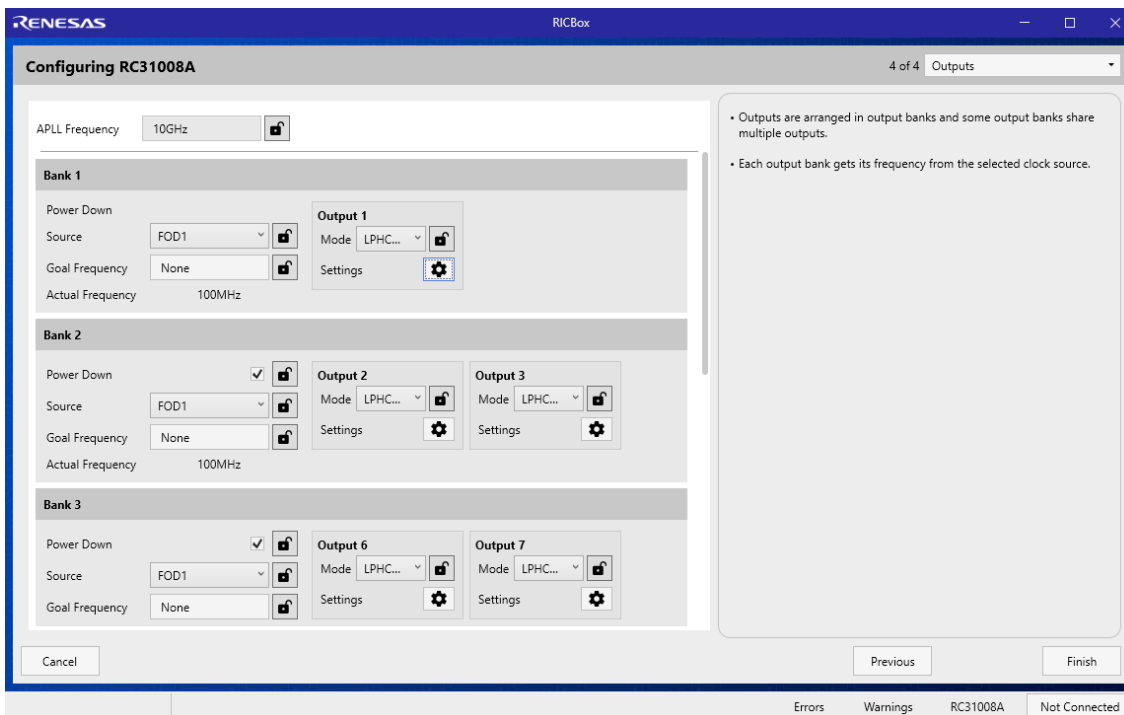 RENESAS
RICBox
Configuring RC31008A
4 of 4 Outputs
APLL Frequency 10GHz
Bank 1
Power Down
Source FOD1
Goal Frequency None
Actual Frequency 100MHz
Output 1
Mode LPHC...
Settings
Bank 2
Power Down
Source FOD1
Goal Frequency None
Actual Frequency 100MHz
Output 2
Mode LPHC...
Settings
Output 3
Mode LPHC...
Settings
Bank 3
Power Down
Source FOD1
Goal Frequency None
Output 6
Mode LPHC...
Settings
Output 7
Mode LPHC...
Settings
• Outputs are arranged in output banks and some output banks share
multiple outputs.
• Each output bank gets its frequency from the selected clock source.
Cancel
Previous
Finish
Errors
Warnings
RC31008A
Not Connected